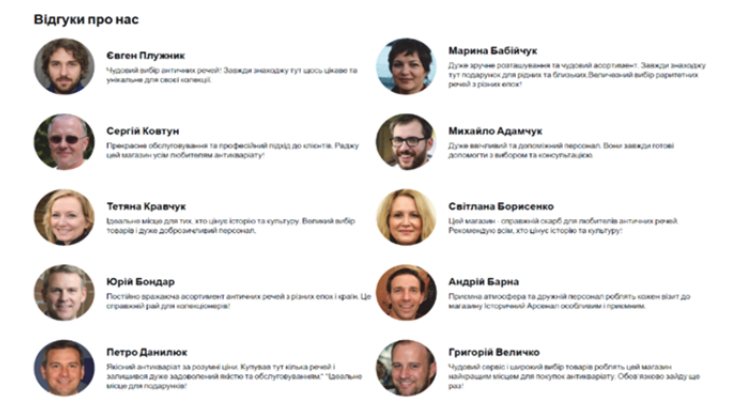 Відгуки про нас
Євген Плужник
Чудовий вибір античних речей! Завжди знаходжу тут щось цікаве та
унікальне для своєї колекції.
Марина Бабійчук
Дуже зручне розташування та чудовий асортимент. Завжди знаходжу
тут подарунок для рідних та близьких.Величезний вибір раритетних
речей з різних епох!
Сергій Ковтун
Прекрасне обслуговування та професійний підхід до клієнтів. Раджу
цей магазин усім любителям антикваріату!
Михайло Адамчук
Дуже ввічливий та допоміжний персонал. Вони завжди готові
допомогти з вибором та консультацією.
Тетяна Кравчук
Ідеальне місце для тих, хто цінує історію та культуру. Великий вибір
товарів і дуже доброзичливий персонал.
Світлана Борисенко
Цей магазин - справжній скарб для любителів античних речей.
Рекомендую всім, хто цінує історію та культуру!
Юрій Бондар
Постійно вражаюча асортимент античних речей з різних епох і країн. Це
справжній рай для колекціонерів!
Андрій Барна
Приємна атмосфера та дружній персонал роблять кожен візит до
магазину Історичний Арсенал особливим і приємним.
Петро Данилюк
Якісний антикваріат за розумні ціни. Купував тут кілька речей і
залишився дуже задоволений якістю та обслуговуванням." "Ідеальне
місце для подарунків!
Григорій Величко
Чудовий сервіс і широкий вибір товарів роблять цей магазин
найкращим місцем для покупок антикваріату. Обов'язково зайду ще
раз!